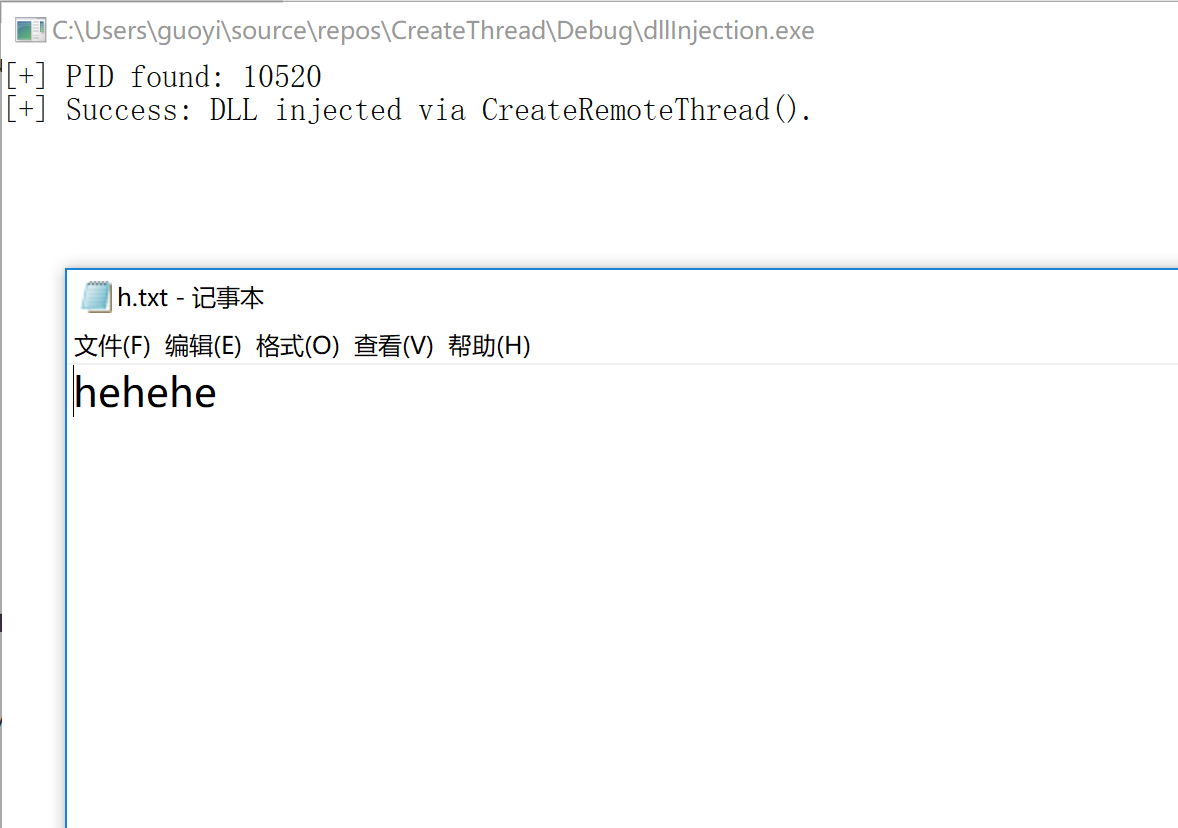 C:\Users\guoyi\source\repos\CreateThread\Debug\dllInjection.exe
[+] PID found: 10520
[+] Success: DLL injected via CreateRemoteThread().
h.txt - 记事本
文件(F) 编辑(E) 格式(O) 查看(V) 帮助(H)
hehehe